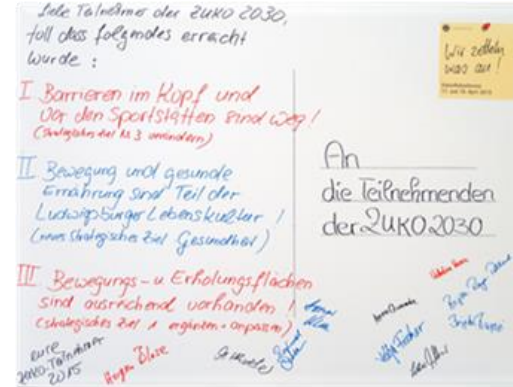 Liebe Teilnehmer der ZUKO 2030,
toll dass folgendes erreicht
wurde :
I Barrieren im Kopf und
vor den Sportstätten sind weg!
(strategisches Ziel M 3 verändern)
II Bewegung und gesunde
Ernährung sind Teil der
Ludwigsburger Lebenskultur !
(neues strategisches Ziel Gesundheit)
III Bewegungs- u Erholungsflächen
sind ausreichend vorhanden !
(strategisches Ziel 1 ergänzen + anpassen)
eure
ZUKO-Teilnehmer
2015
Wir zetteln
was an!
An
die Teilnehmenden
der ZUKO 2030